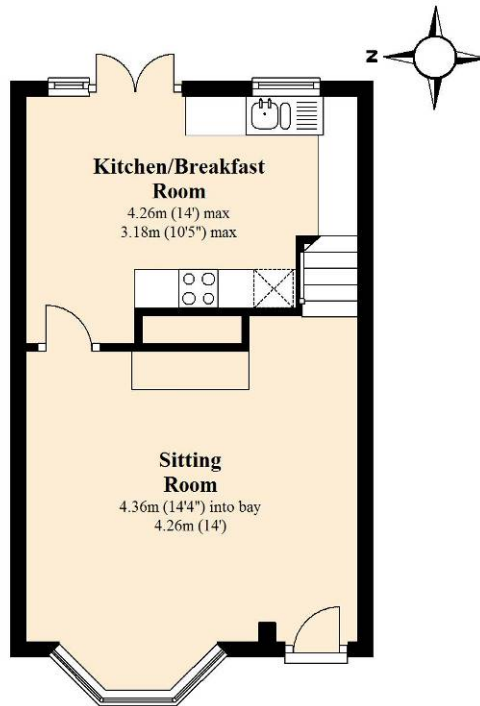 N
Kitchen/Breakfast
Room
4.26m (14') max
3.18m (10'5") max
Sitting
Room
4.36m (14'4") into bay
4.26m (14')